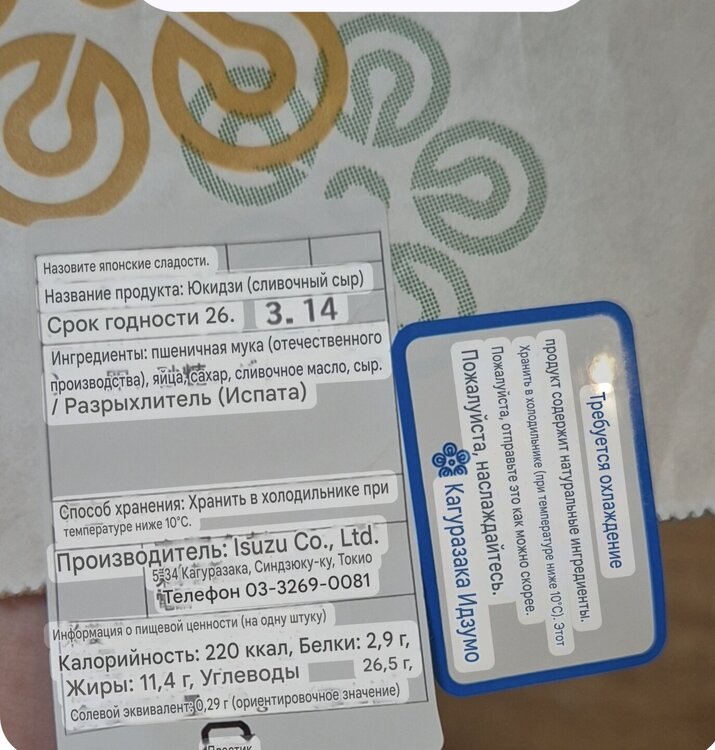 Назовите японские сладости.
Название продукта: Юкидзи (сливочный сыр)
Срок годности 26. 3. 14
Ингредиенты: пшеничная мука (отечественного
производства), яйца, сахар, сливочное масло, сыр.
/ Разрыхлитель (Испата)
Способ хранения: Хранить в холодильнике при
температуре ниже 10°C.
Производитель: Isuzu Co., Ltd.
5-34 Кагуразака, Синдзюку-ку, Токио
Телефон 03-3269-0081
Информация о пищевой ценности (на одну штуку)
Калорийность: 220 ккал, Белки: 2,9 г,
Жиры: 11,4 г, Углеводы 26,5 г,
Солевой эквивалент: 0,29 г (ориентировочное значение)
Пластик
Требуется охлаждение
продукт содержит натуральные ингредиенты.
Хранить в холодильнике (при температуре ниже 10°C). Этот
Пожалуйста, отправьте это как можно скорее.
Пожалуйста, наслаждайтесь.
Кагуразака Идзумо